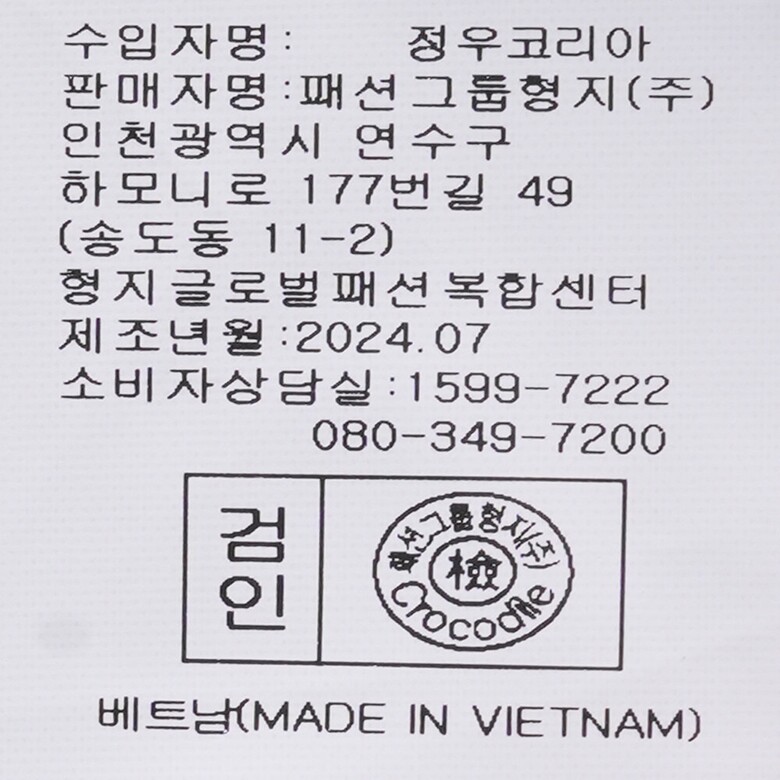 수입자명: 정우코리아
판매자명:패션그룹형지(주)
인천광역시 연수구
하모니로 177번길 49
(송도동 11-2)
형지글로벌패션복합센터
제조년월:2024.07
소비자상담실:1599-7222
080-349-7200
검인
패션그룹형지(주)
檢
Crocodile
베트남(MADE IN VIETNAM)